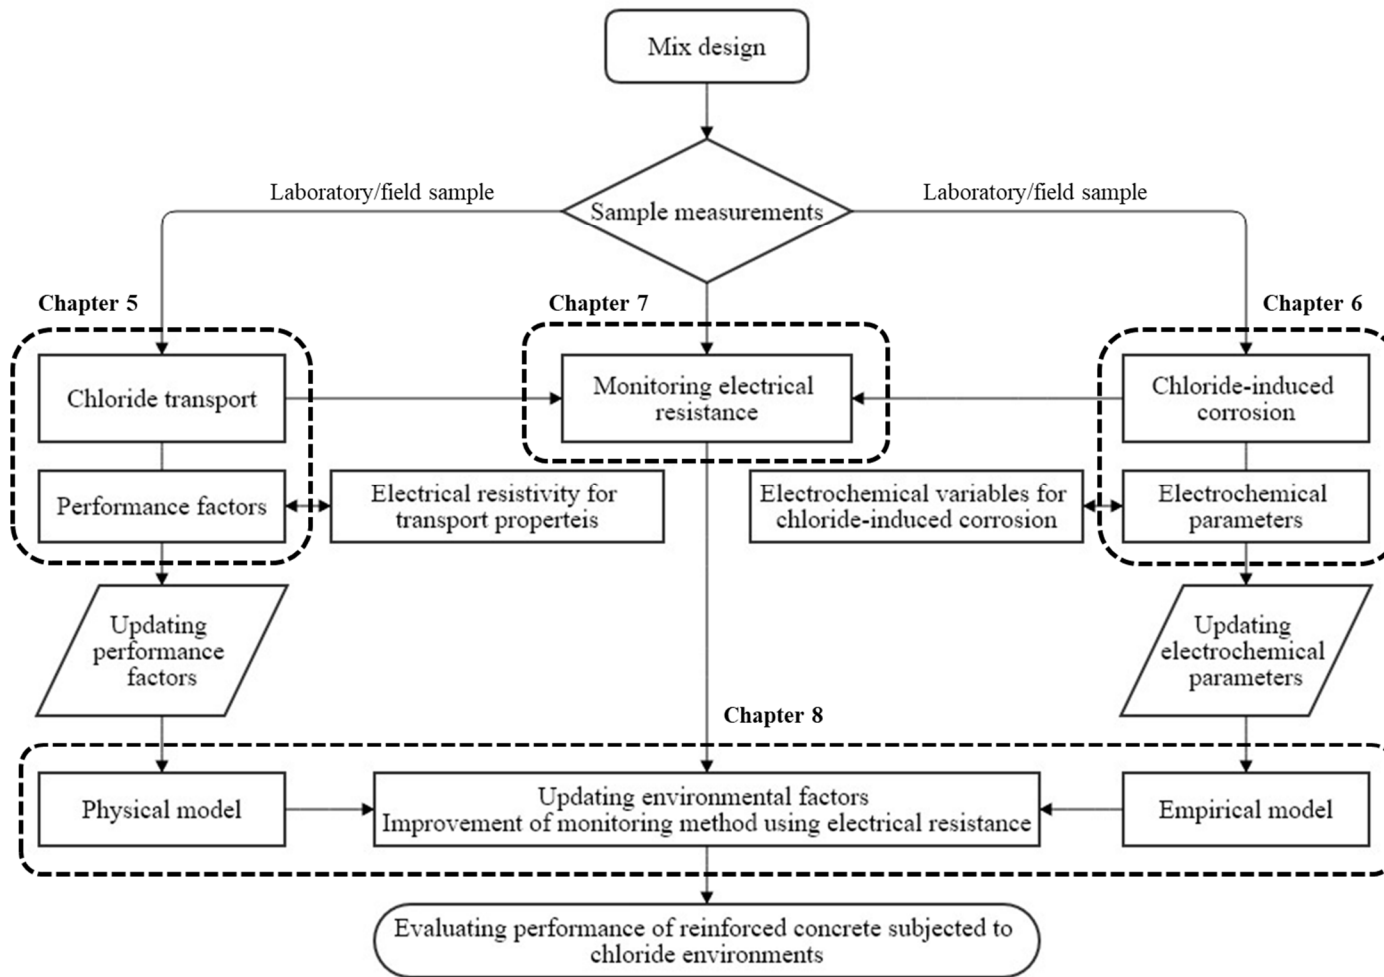 Mix design
Laboratory/field sample
Sample measurements
Laboratory/field sample
Chapter 5
Chapter 7
Chapter 6
Chloride transport
Monitoring electrical
resistance
Chloride-induced
corrosion
Performance factors
Electrical resistivity for
transport properteis
Electrochemical variables for
chloride-induced corrosion
Electrochemical
parameters
Updating
performance
factors
Updating
electrochemical
parameters
Chapter 8
Physical model
Updating environmental factors
Improvement of monitoring method using electrical resistance
Empirical model
Evaluating performance of reinforced concrete subjected to
chloride environments